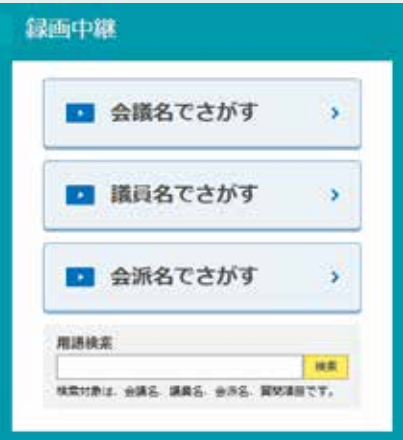 録画中継
会議名でさがす
議員名でさがす
会派名でさがす
用語検索
検索
検索対象は、会議名、議員名、会派名、質問項目です。